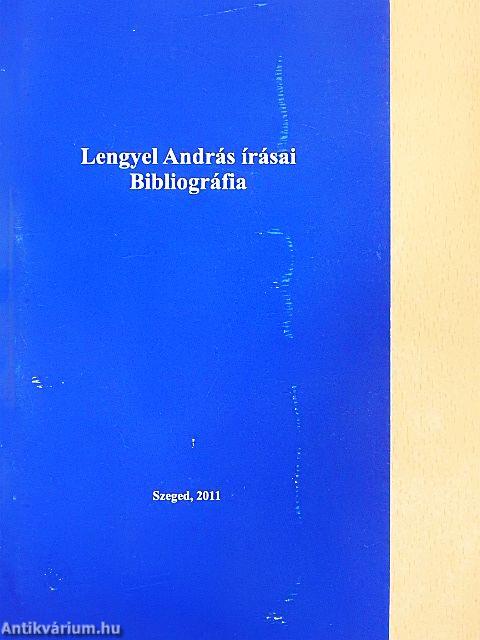 Lengyel András írásai
Bibliográfia
Szeged, 2011
Antikvárium.hu